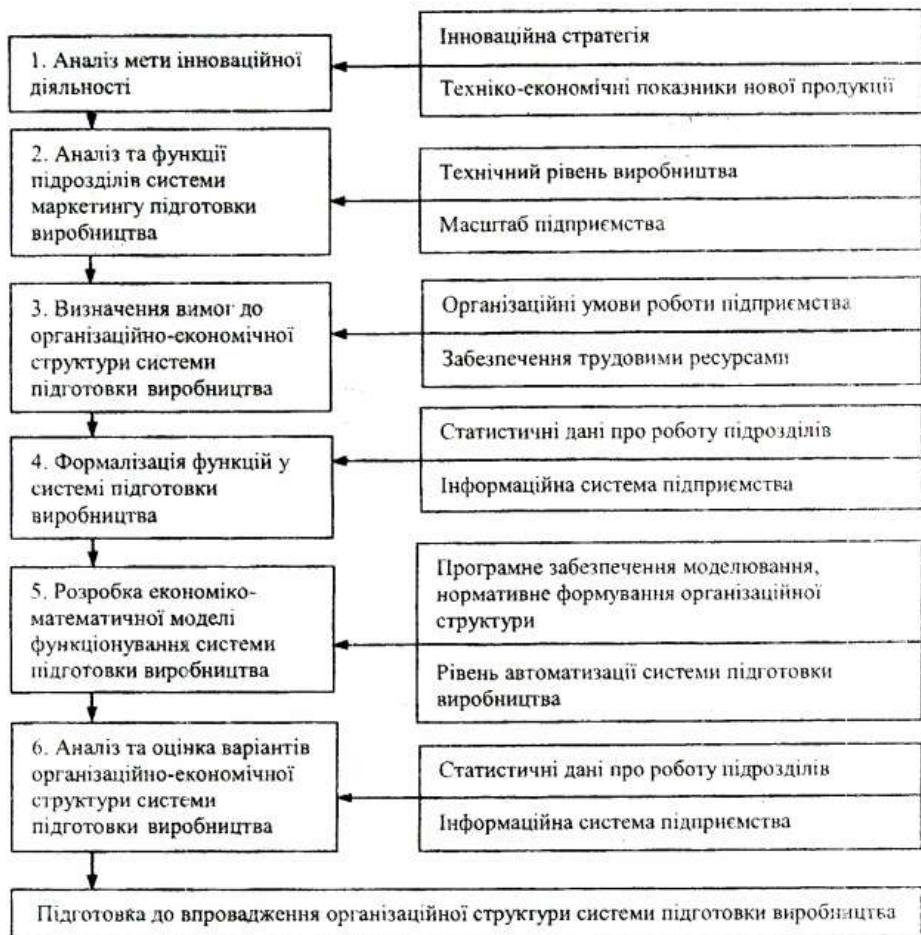 Інноваційна стратегія
1. Аналіз мети інноваційної
діяльності
Техніко-економічні показники нової продукції
2. Аналіз та функції
підрозділів системи
маркетингу підготовки
виробництва
Технічний рівень виробництва
Масштаб підприємства
3. Визначення вимог до
організаційно-економічної
структури системи
підготовки виробництва
Організаційні умови роботи підприємства
Забезпечення трудовими ресурсами
4. Формалізація функцій у
системі підготовки
виробництва
Статистичні дані про роботу підрозділів
Інформаційна система підприємства
5. Розробка економіко-
математичної моделі
функціонування системи
підготовки виробництва
Програмне забезпечення моделювання,
нормативне формування організаційної
структури
Рівень автоматизації системи підготовки
виробництва
6. Аналіз та оцінка варіантів
організаційно-економічної
структури системи
підготовки виробництва
Статистичні дані про роботу підрозділів
Інформаційна система підприємства
Підготовка до впровадження організаційної структури системи підготовки виробництва